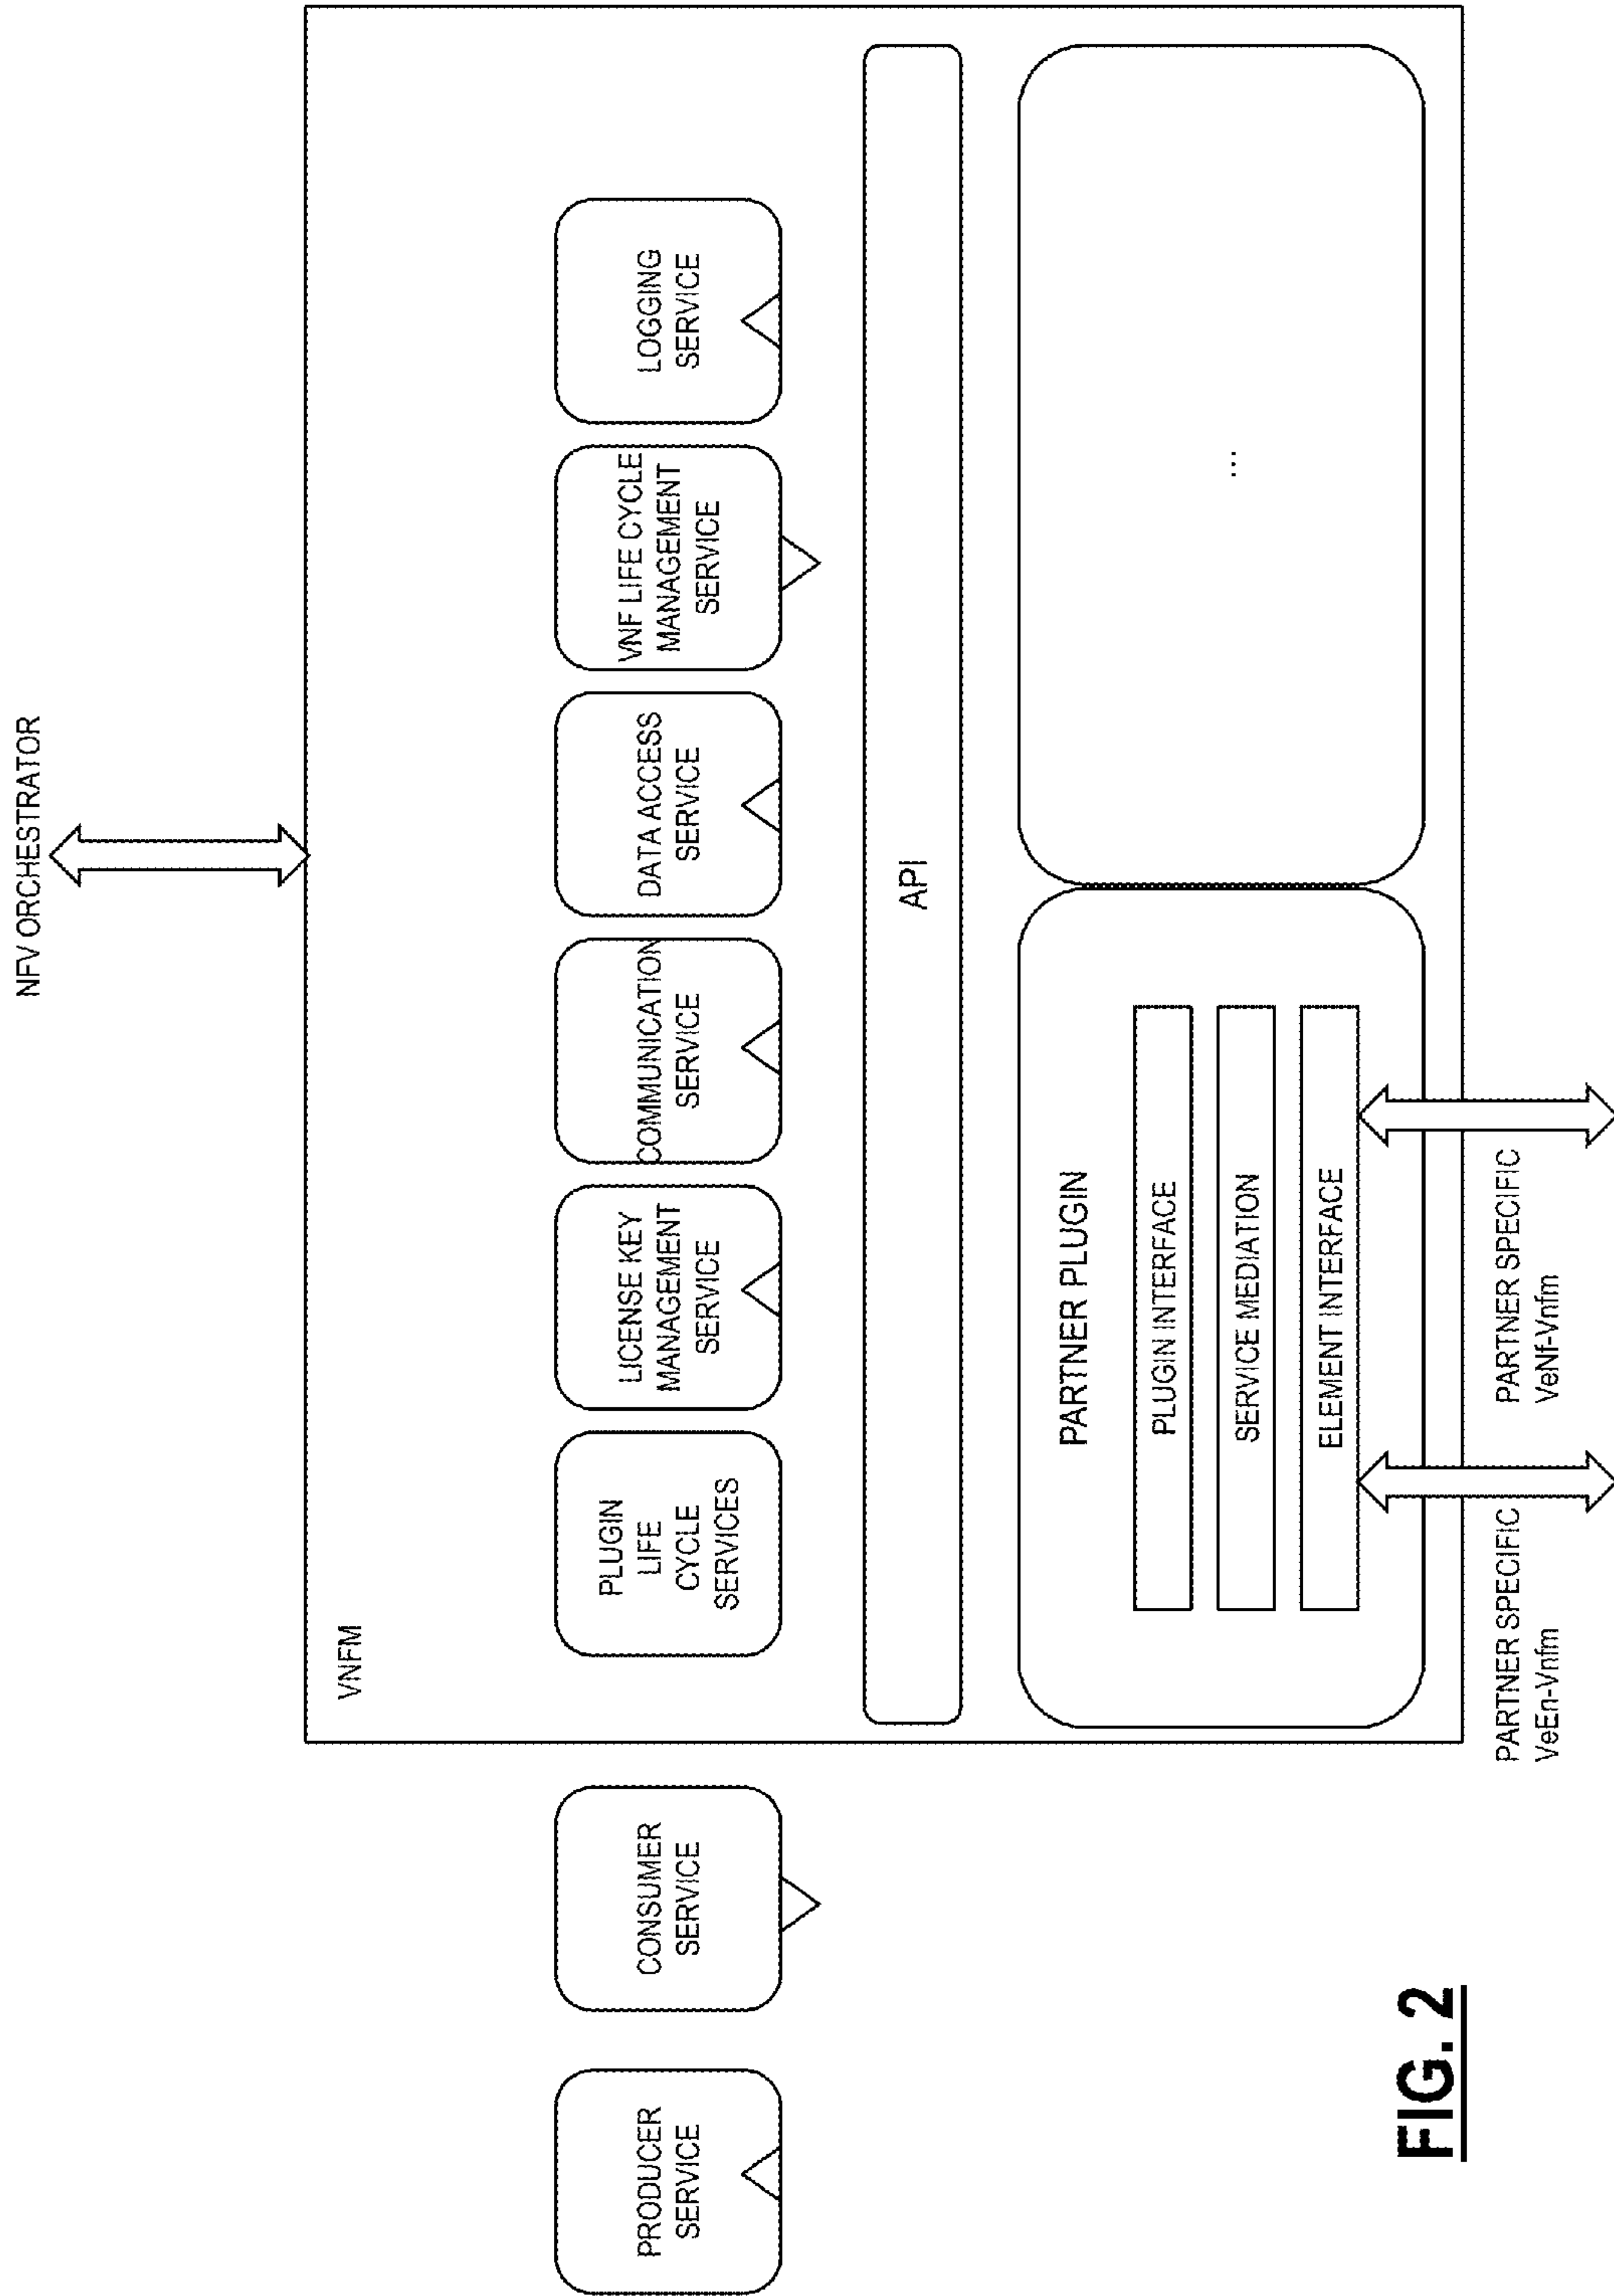 NFV ORCHESTRATOR
VNFM
PRODUCER
SERVICE
CONSUMER
SERVICE
PLUGIN
LIFE
CYCLE
SERVICES
LICENSE KEY
MANAGEMENT
SERVICE
COMMUNICATION
SERVICE
DATA ACCESS
SERVICE
VNF LIFE CYCLE
MANAGEMENT
SERVICE
LOGGING
SERVICE
API
PARTNER PLUGIN
PLUGIN INTERFACE
SERVICE MEDIATION
ELEMENT INTERFACE
...
PARTNER SPECIFIC
VeEn-Vnfm
PARTNER SPECIFIC
VeNf-Vnfm
FIG. 2